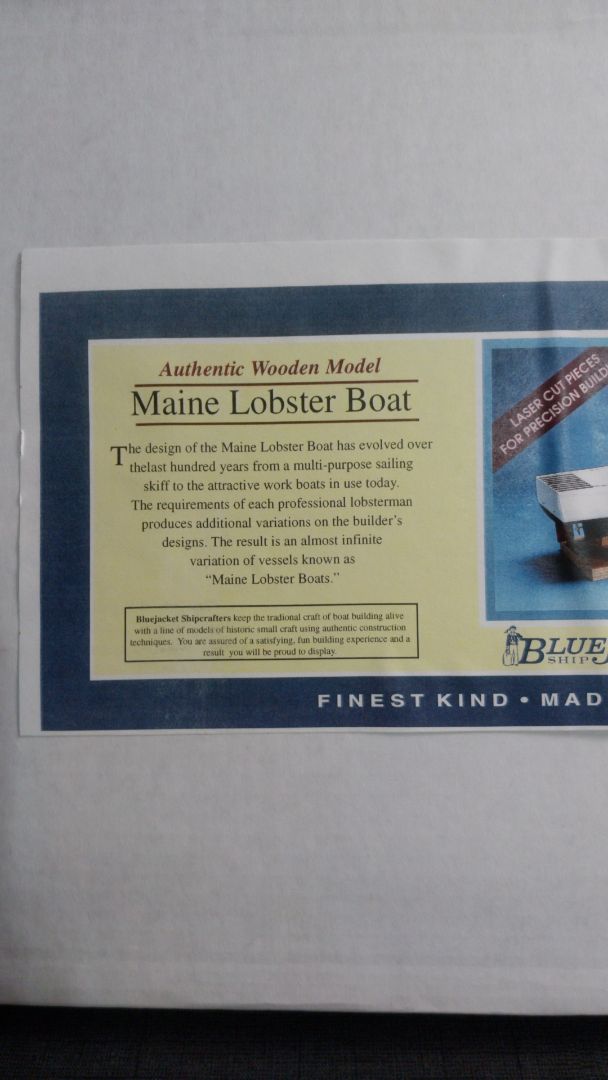 Authentic Wooden Model
Maine Lobster Boat
The design of the Maine Lobster Boat has evolved over
thelast hundred years from a multi-purpose sailing
skiff to the attractive work boats in use today.
The requirements of each professional lobsterman
produces additional variations on the builder's
designs. The result is an almost infinite
variation of vessels known as
"Maine Lobster Boats."
Bluejacket Shipcrafters keep the tradional craft of boat building alive
with a line of models of historic small craft using authentic construction
techniques. You are assured of a satisfying, fun building experience and a
result you will be proud to display.
LASER CUT PIECES
FOR PRECISION BUILD
BLUEJ
SHIP
FINEST KIND • MAD